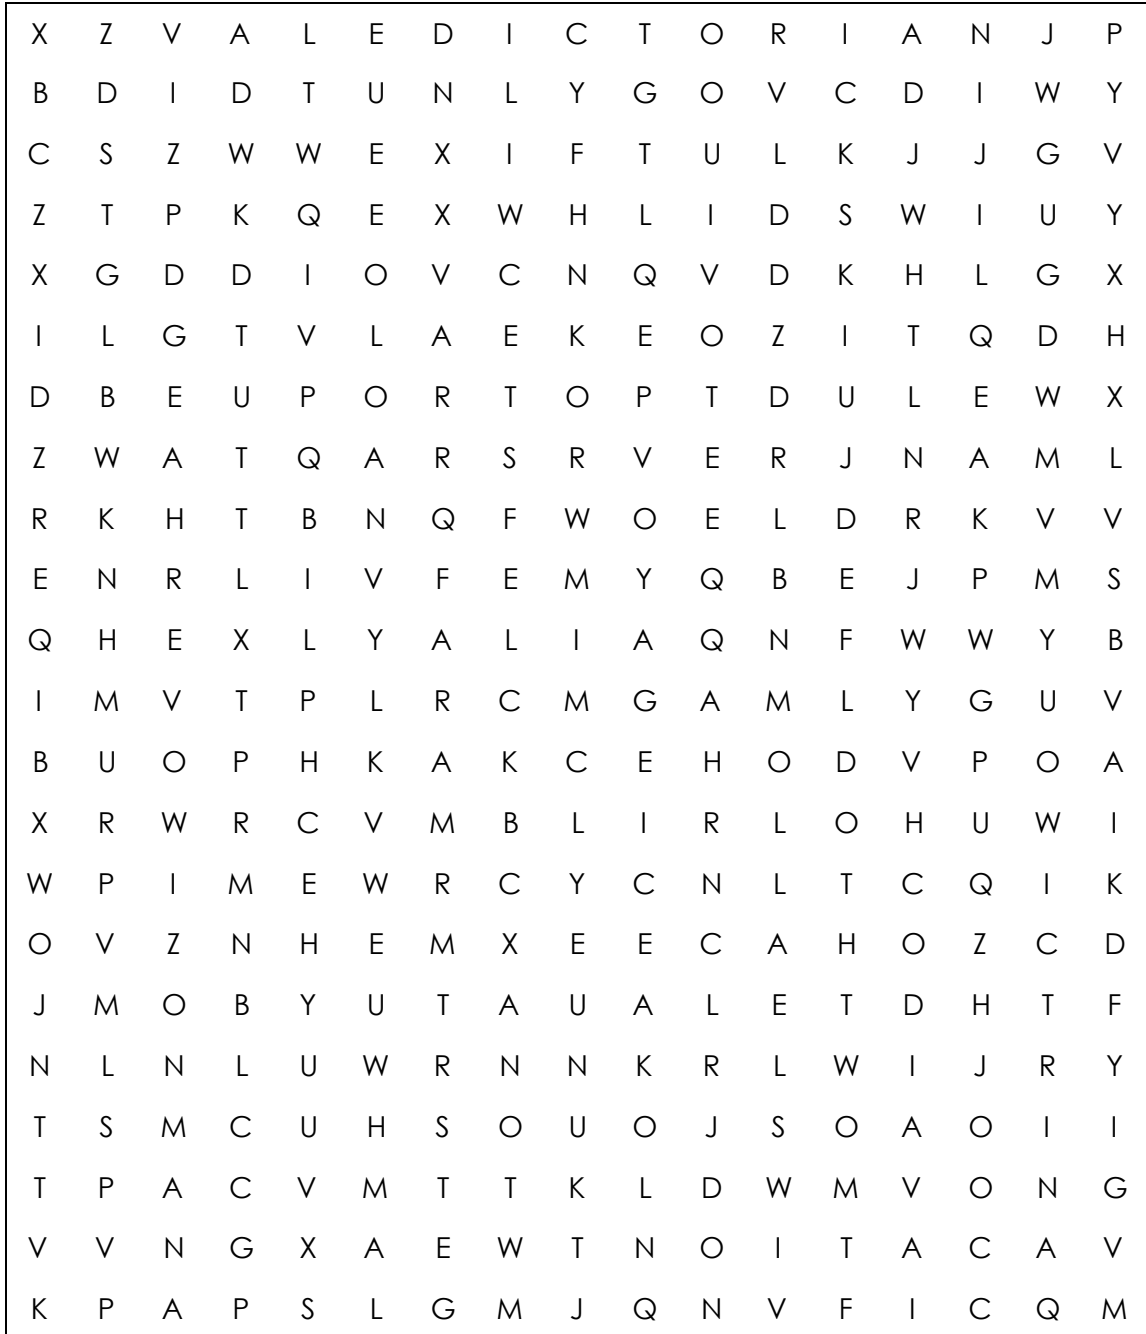 X Z V A L E D I C T O R I A N J P
B D I D T U N L Y G O V C D I W Y
C S Z W W E X I F T U L K J J G V
Z T P K Q E X W H L I D S W I U Y
X G D D I O V C N Q V D K H L G X
I L G T V L A E K E O Z I T Q D H
D B E U P O R T O P T D U L E W X
Z W A T Q A R S R V E R J N A M L
R K H T B N Q F W O E L D R K V V
E N R L I V F E M Y Q B E J P M S
Q H E X L Y A L I A Q N F W W Y B
I M V T P L R C M G A M L Y G U V
B U O P H K A K C E H O D V P O A
X R W R C V M B L I R L O H U W I
W P I M E W R C Y C N L T C Q I K
O V Z N H E M X E E C A H O Z C D
J M O B Y U T A U A L E T D H T F
N L N L U W R N N K R L W I J R Y
T S M C U H S O U O J S O A O I I
T P A C V M T T K L D W M V O N G
V V N G X A E W T N O I T A C A V
K P A P S L G M J Q N V F I C Q M